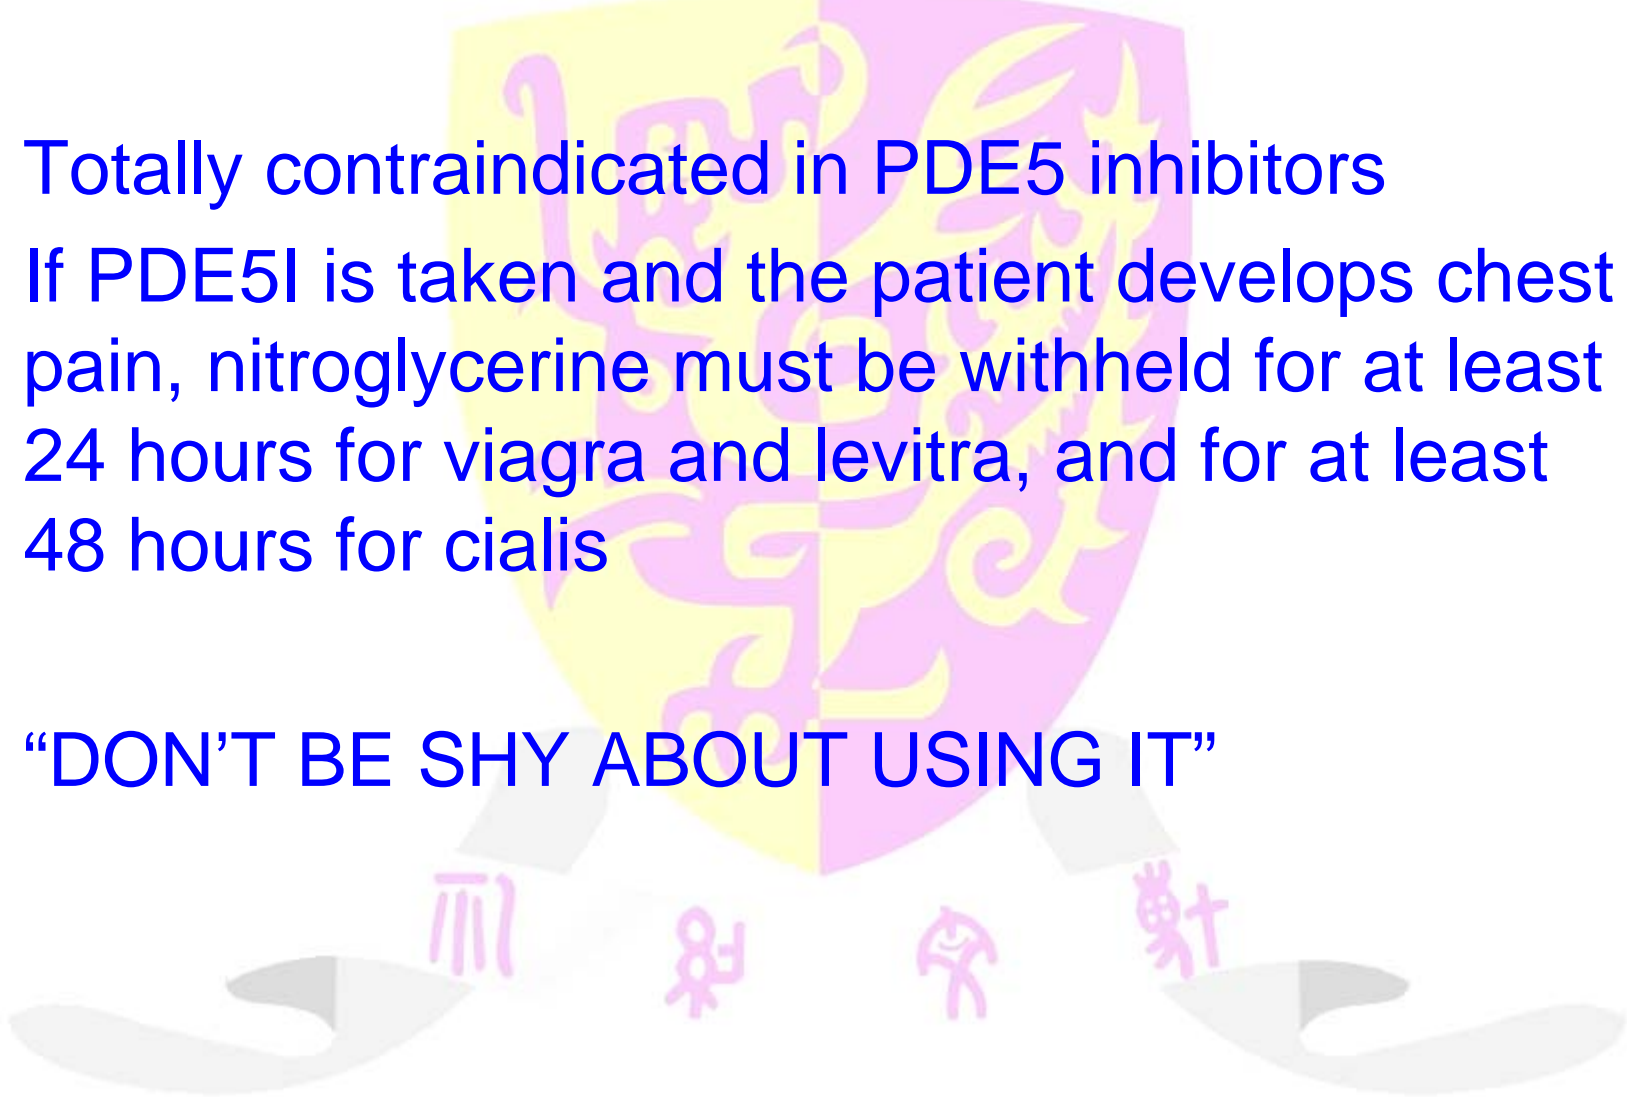 Totally contraindicated in PDE5 inhibitors
If PDE5I is taken and the patient develops chest
pain, nitroglycerine must be withheld for at least
24 hours for viagra and levitra, and for at least
48 hours for cialis
“DON’T BE SHY ABOUT USING IT”